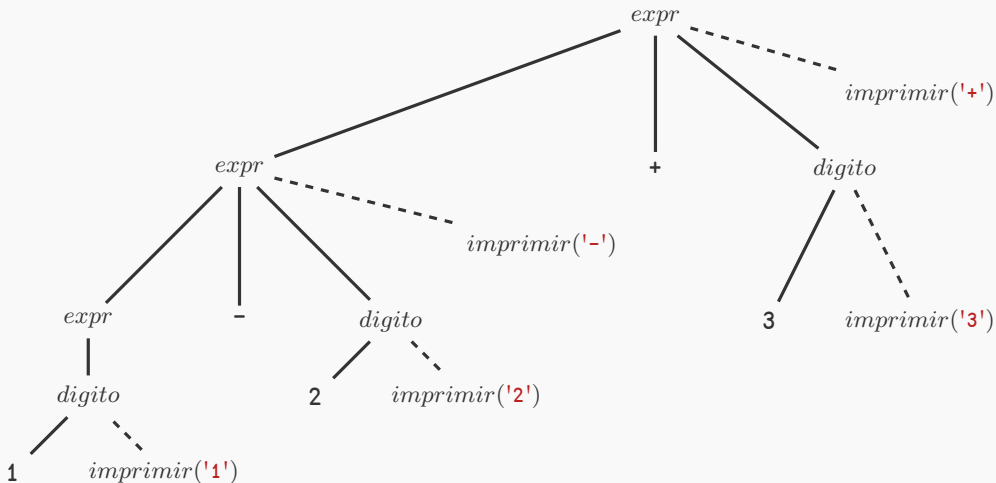 expr
imprimir('+')
expr + digito
imprimir('-')
expr - digito 3 imprimir('3')
digito 2 imprimir('2')
1 imprimir('1')